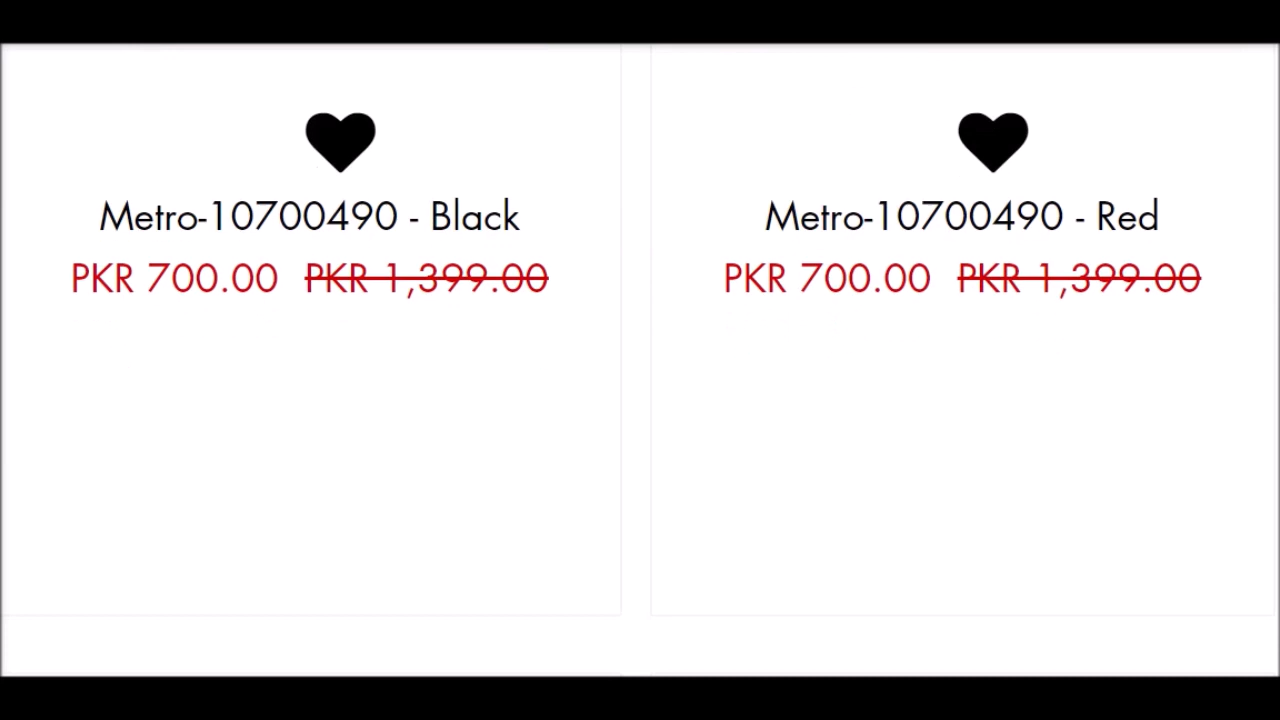 Metro-10700490 - Black
PKR 700.00 PKR 1,399.00
Metro-10700490 - Red
PKR 700.00 PKR 1,399.00